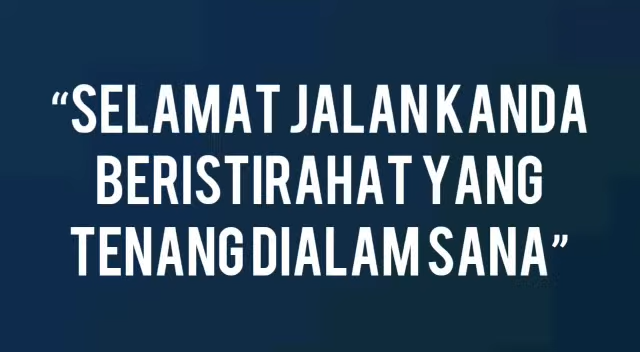 “SELAMAT JALAN KANDA
BERISTIRAHAT YANG
TENANG DIALAM SANA”